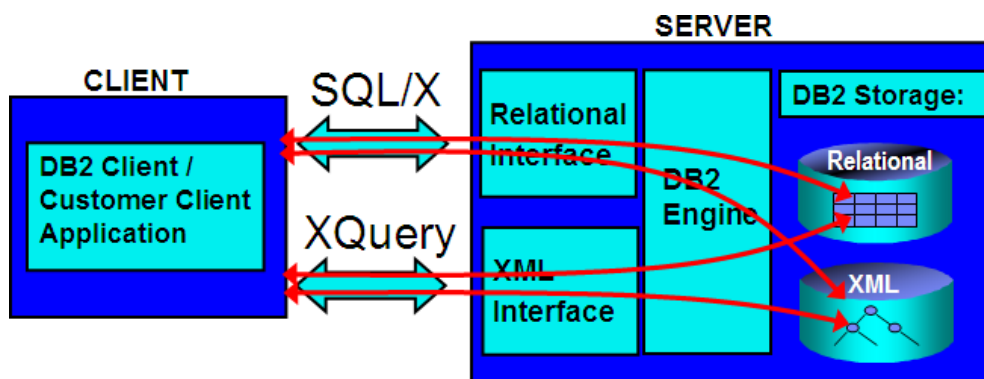 SERVER
CLIENT
SQL/X
DB2 Client /
Customer Client
Application
XQuery
Relational
Interface
XML
Interface
DB2
Engine
DB2 Storage:
Relational
XML